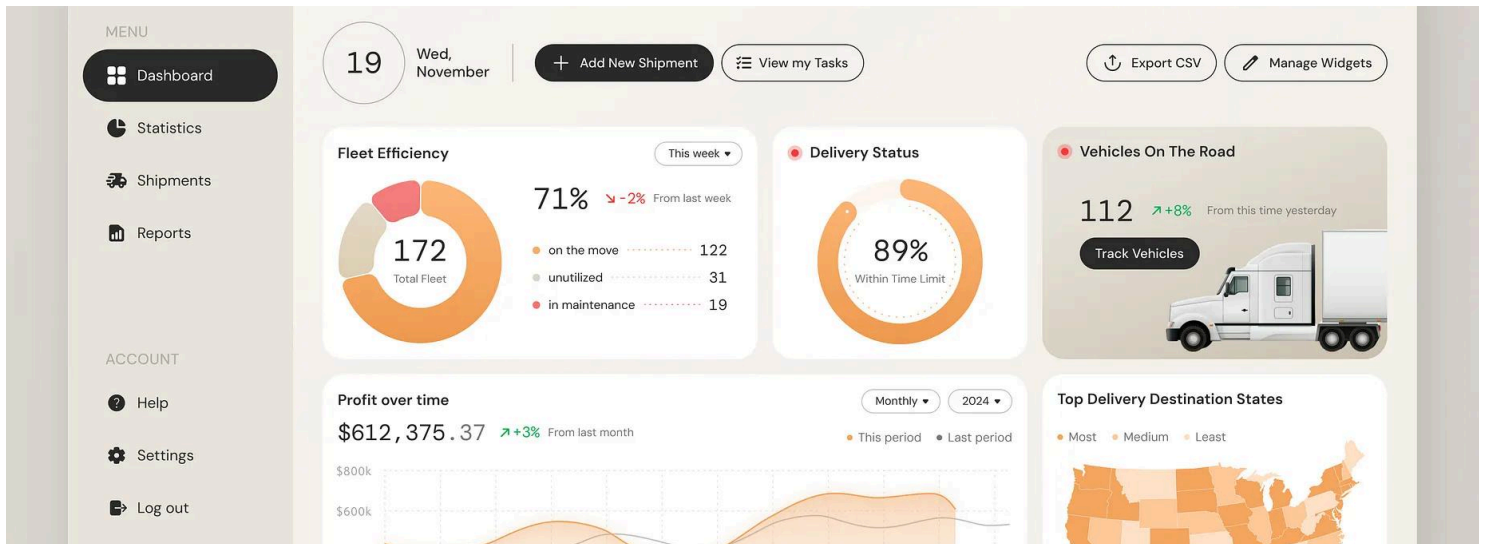 MENU
Dashboard
Statistics
Shipments
Reports
ACCOUNT
Help
Settings
Log out
19
Wed,
November
Add New Shipment
View my Tasks
Export CSV
Manage Widgets
Fleet Efficiency
This week
172
Total Fleet
71%
-2% From last week
on the move 122
unutilized 31
in maintenance 19
Delivery Status
89%
Within Time Limit
Vehicles On The Road
112 +8% From this time yesterday
Track Vehicles
Profit over time
Monthly
2024
$612,375.37 +3% From last month
This period Last period
$800k
$600k
Top Delivery Destination States
Most Medium Least